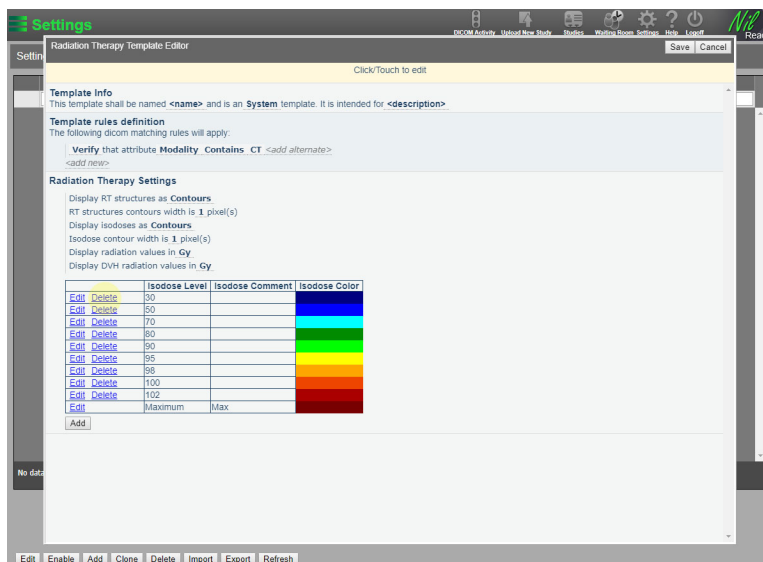 Settings
DICOM Activity Upload New Study Studies Waiting Room Settings Help Logoff
Nil
Rea
Settin
Radiation Therapy Template Editor
Save Cancel
Click/Touch to edit
Template Info
This template shall be named <name> and is an System template. It is intended for <description>
Template rules definition
The following dicom matching rules will apply:
Verify that attribute Modality Contains CT <add alternate>
<add new>
Radiation Therapy Settings
Display RT structures as Contours
RT structures contours width is 1 pixel(s)
Display isodoses as Contours
Isodose contour width is 1 pixel(s)
Display radiation values in Gy
Display DVH radiation values in Gy
Isodose Level Isodose Comment Isodose Color
Edit Delete 30
Edit Delete 50
Edit Delete 70
Edit Delete 80
Edit Delete 90
Edit Delete 95
Edit Delete 98
Edit Delete 100
Edit Delete 102
Edit Maximum Max
Add
No data
Edit Enable Add Clone Delete Import Export Refresh